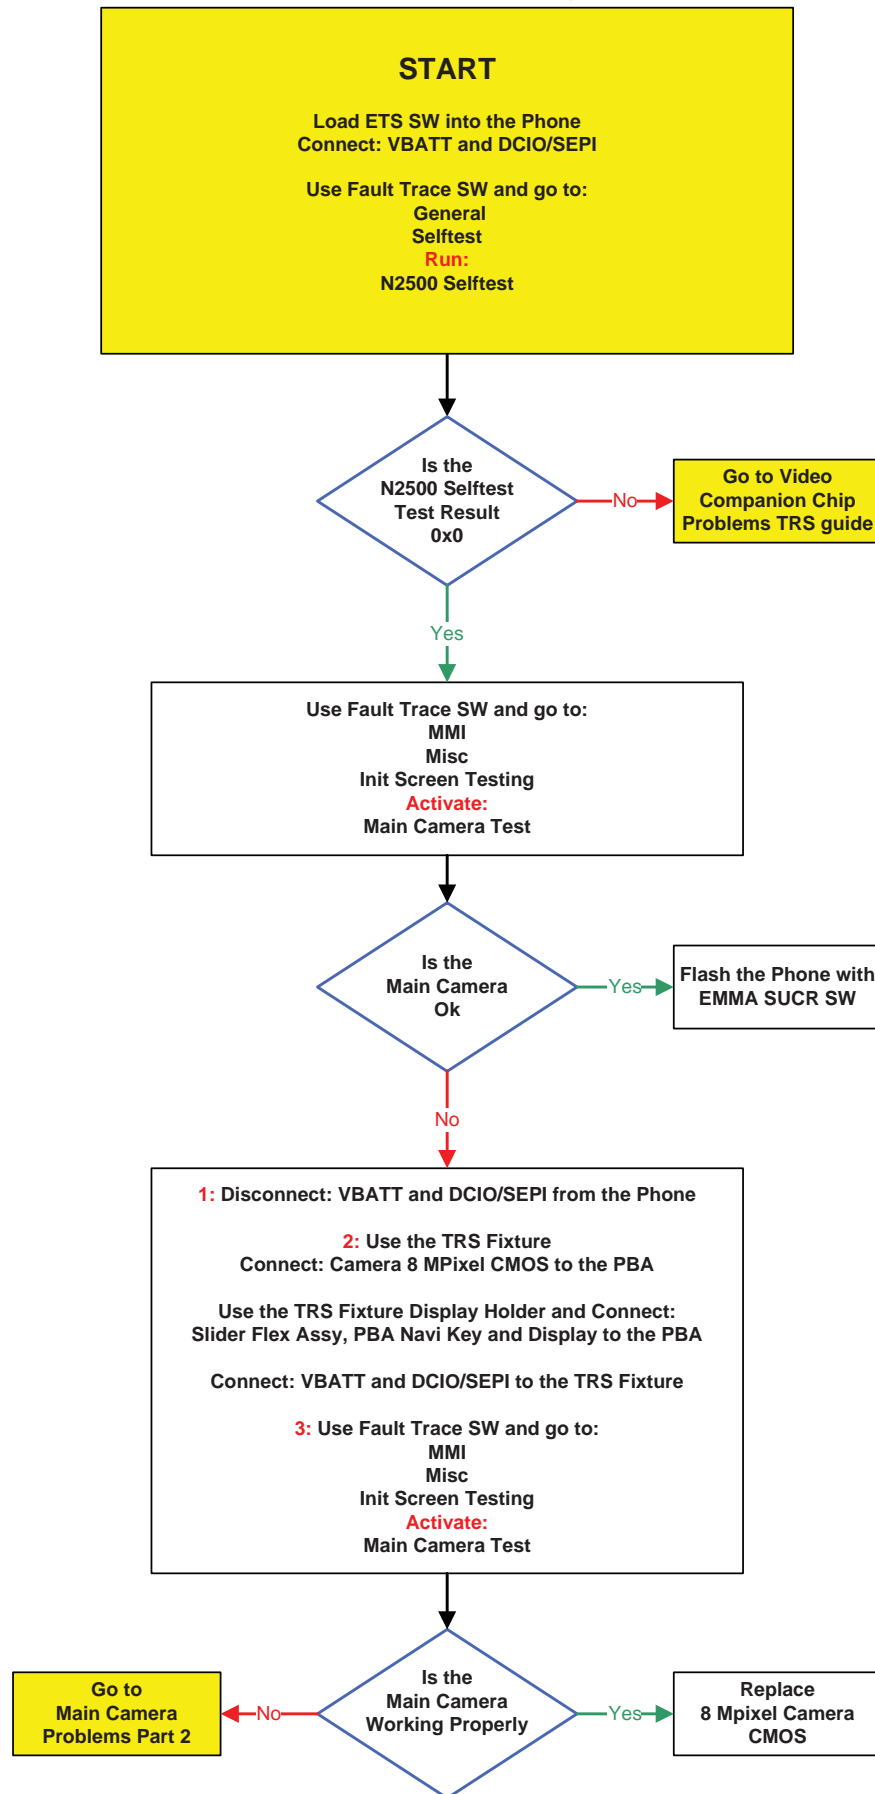 START
Load ETS SW into the Phone
Connect: VBATT and DCIO/SEPI
Use Fault Trace SW and go to:
General
Selftest
Run:
N2500 Selftest
Is the
N2500 Selftest
Test Result
0x0
No
Go to Video
Companion Chip
Problems TRS guide
Yes
Use Fault Trace SW and go to:
MMI
Misc
Init Screen Testing
Activate:
Main Camera Test
Is the
Main Camera
Ok
Yes
Flash the Phone with
EMMA SUCR SW
No
1: Disconnect: VBATT and DCIO/SEPI from the Phone
2: Use the TRS Fixture
Connect: Camera 8 MPixel CMOS to the PBA
Use the TRS Fixture Display Holder and Connect:
Slider Flex Assy, PBA Navi Key and Display to the PBA
Connect: VBATT and DCIO/SEPI to the TRS Fixture
3: Use Fault Trace SW and go to:
MMI
Misc
Init Screen Testing
Activate:
Main Camera Test
Is the
Main Camera
Working Properly
No
Go to
Main Camera
Problems Part 2
Yes
Replace
8 Mpixel Camera
CMOS